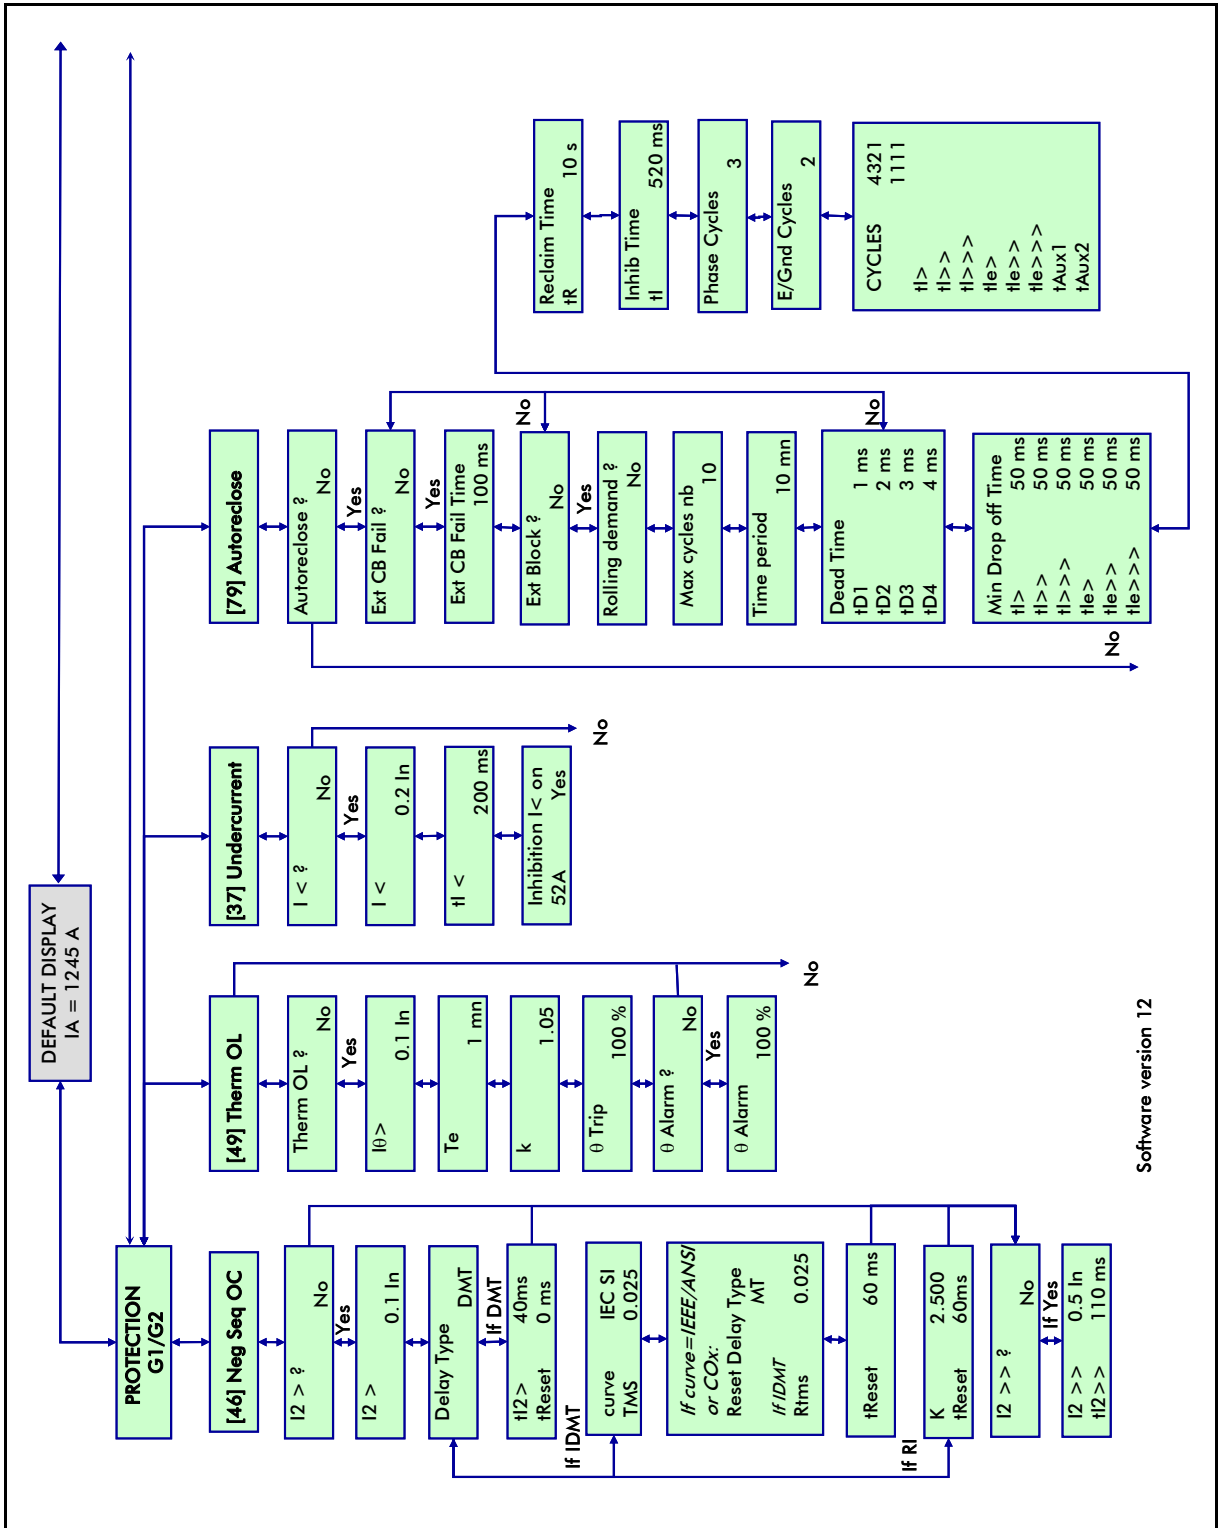 DEFAULT DISPLAY
IA = 1245 A
PROTECTION
G1/G2
[46] Neg Seq OC
I2 > ? No
Yes
I2 > 0.1 In
Delay Type DMT
If DMT
tI2> 40ms
tReset 0 ms
If IDMT
curve IEC SI
TMS 0.025
If curve=IEEE/ANSI
or COx:
Reset Delay Type
MT
If IDMT
Rtms 0.025
tReset 60 ms
If RI
K 2.500
tReset 60ms
I2 >> ? No
If Yes
I2 >> 0.5 In
tI2>> 110 ms
[49] Therm OL
Therm OL ? No
Yes
Iθ> 0.1 In
Te 1 mn
k 1.05
θ Trip 100 %
θ Alarm ? No
Yes
θ Alarm 100 %
No
[37] Undercurrent
I < ? No
Yes
I < 0.2 In
tI < 200 ms
Inhibition I< on
52A Yes
No
[79] Autoreclose
Autoreclose ? No
Yes
Ext CB Fail ? No
Yes
Ext CB Fail Time
100 ms
No
Ext Block ? No
Yes
Rolling demand ?
No
Max cycles nb
10
Time period
10 mn
No
Dead Time
tD1 1 ms
tD2 2 ms
tD3 3 ms
tD4 4 ms
Min Drop off Time
tI> 50 ms
tI>> 50 ms
tI>>> 50 ms
tIe> 50 ms
tIe>> 50 ms
tIe>>> 50 ms
No
Reclaim Time
tR 10 s
Inhib Time
tI 520 ms
Phase Cycles
3
E/Gnd Cycles
2
CYCLES 4321
1111
tI>
tI>>
tI>>>
tIe>
tIe>>
tIe>>>
tAux1
tAux2
Software version 12